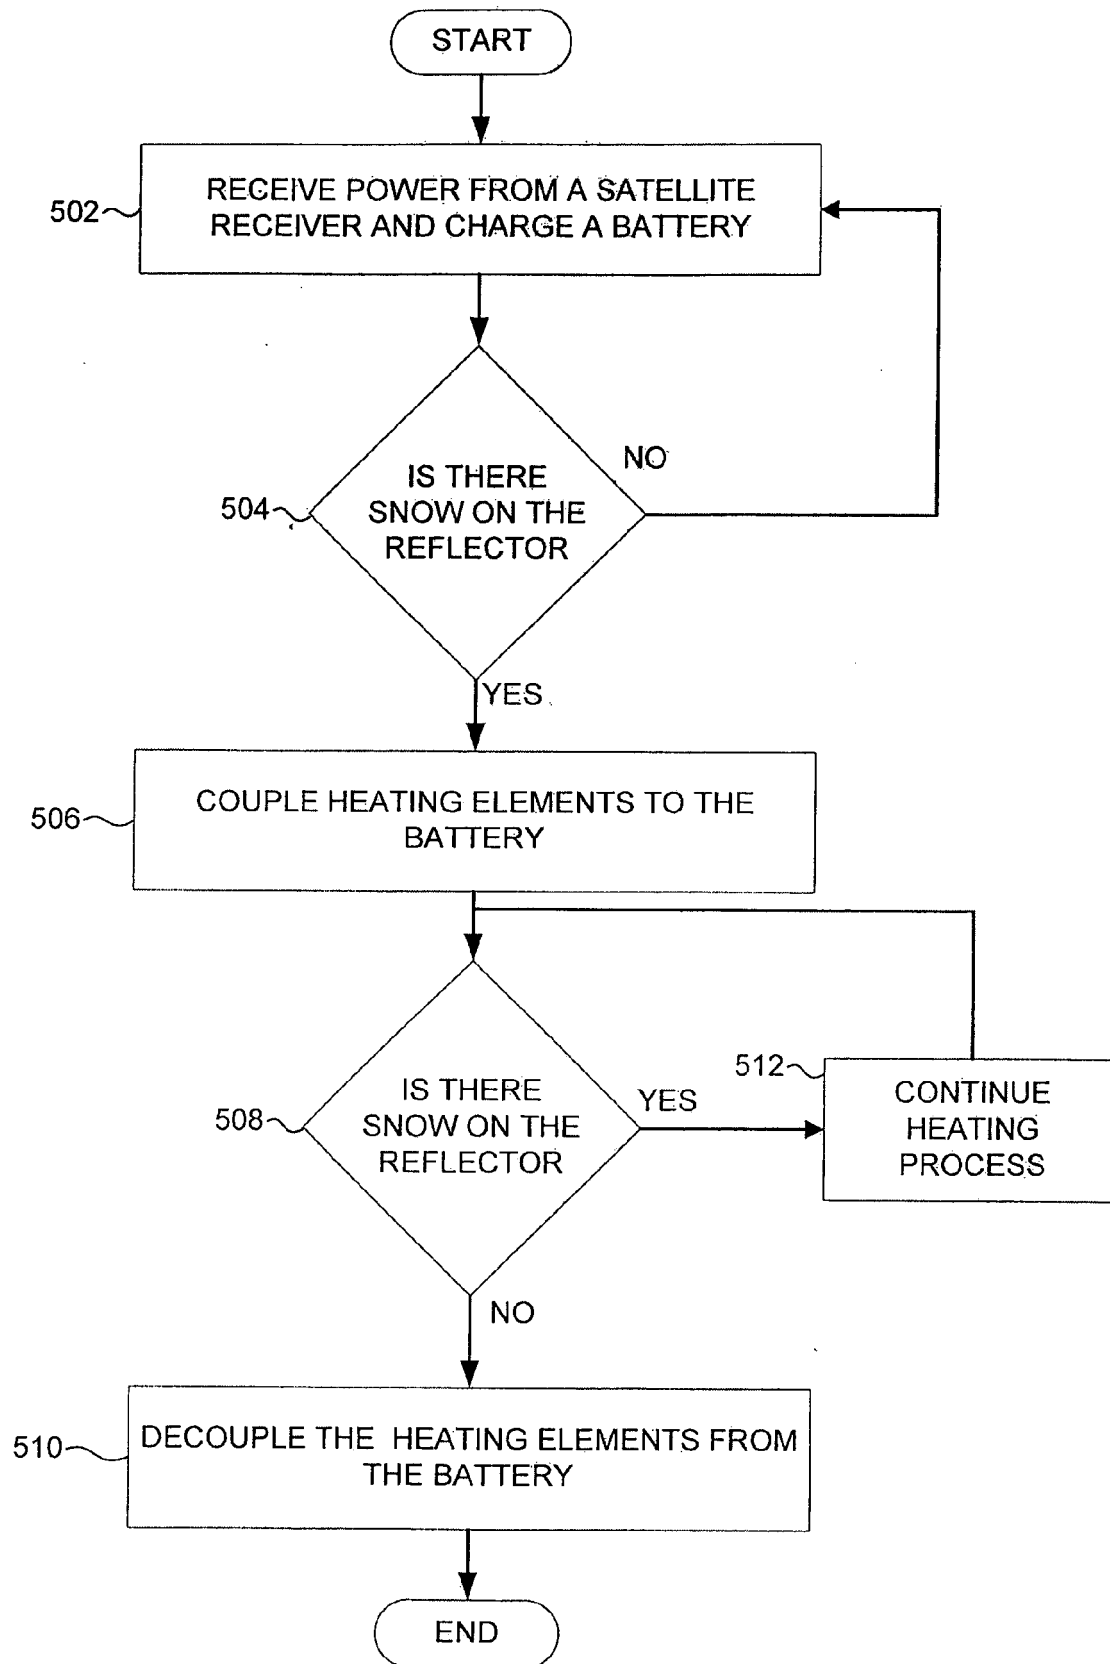 START
502
RECEIVE POWER FROM A SATELLITE
RECEIVER AND CHARGE A BATTERY
NO
504
IS THERE
SNOW ON THE
REFLECTOR
YES
506
COUPLE HEATING ELEMENTS TO THE
BATTERY
512
CONTINUE
HEATING
PROCESS
508
IS THERE
SNOW ON THE
REFLECTOR
YES
NO
510
DECOUPLE THE HEATING ELEMENTS FROM
THE BATTERY
END